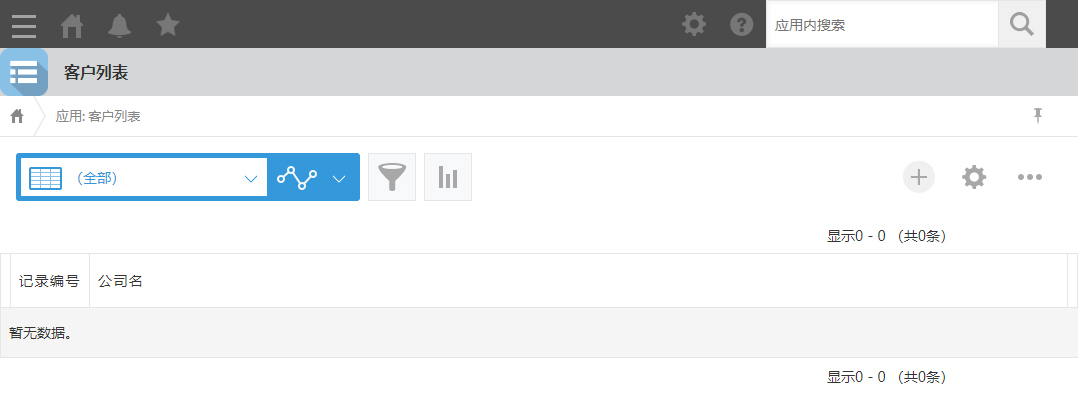 应用内搜索
客户列表
应用: 客户列表
（全部）
显示0 - 0 （共0条）
记录编号 公司名
暂无数据。
显示0 - 0 （共0条）